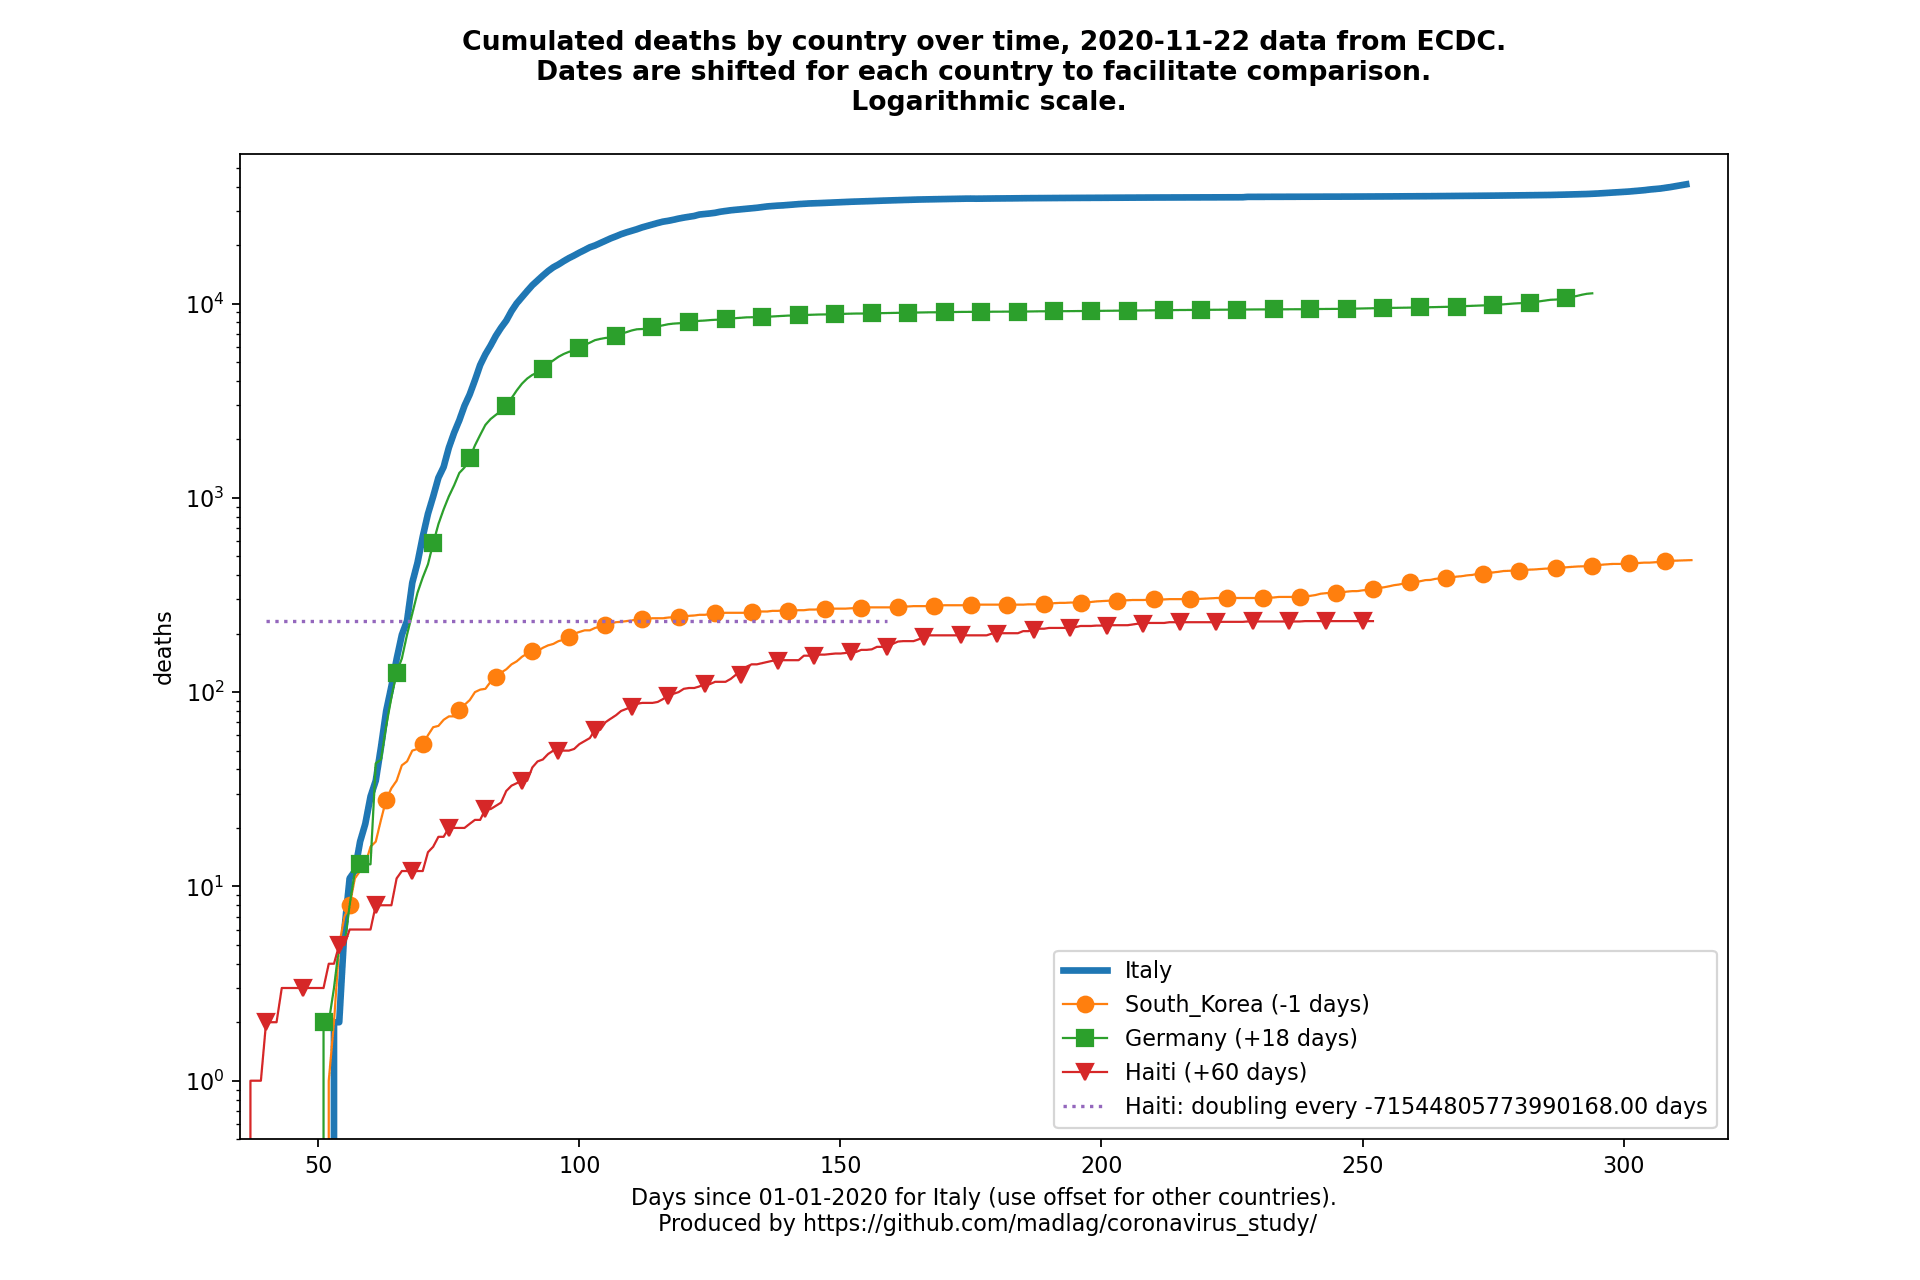 Cumulated deaths by country over time, 2020-11-22 data from ECDC.
Dates are shifted for each country to facilitate comparison.
Logarithmic scale.
deaths
10^4
10^3
10^2
10^1
10^0
50 100 150 200 250 300
Italy
South_Korea (-1 days)
Germany (+18 days)
Haiti (+60 days)
Haiti: doubling every -71544805773990168.00 days
Days since 01-01-2020 for Italy (use offset for other countries).
Produced by https://github.com/madlag/coronavirus_study/